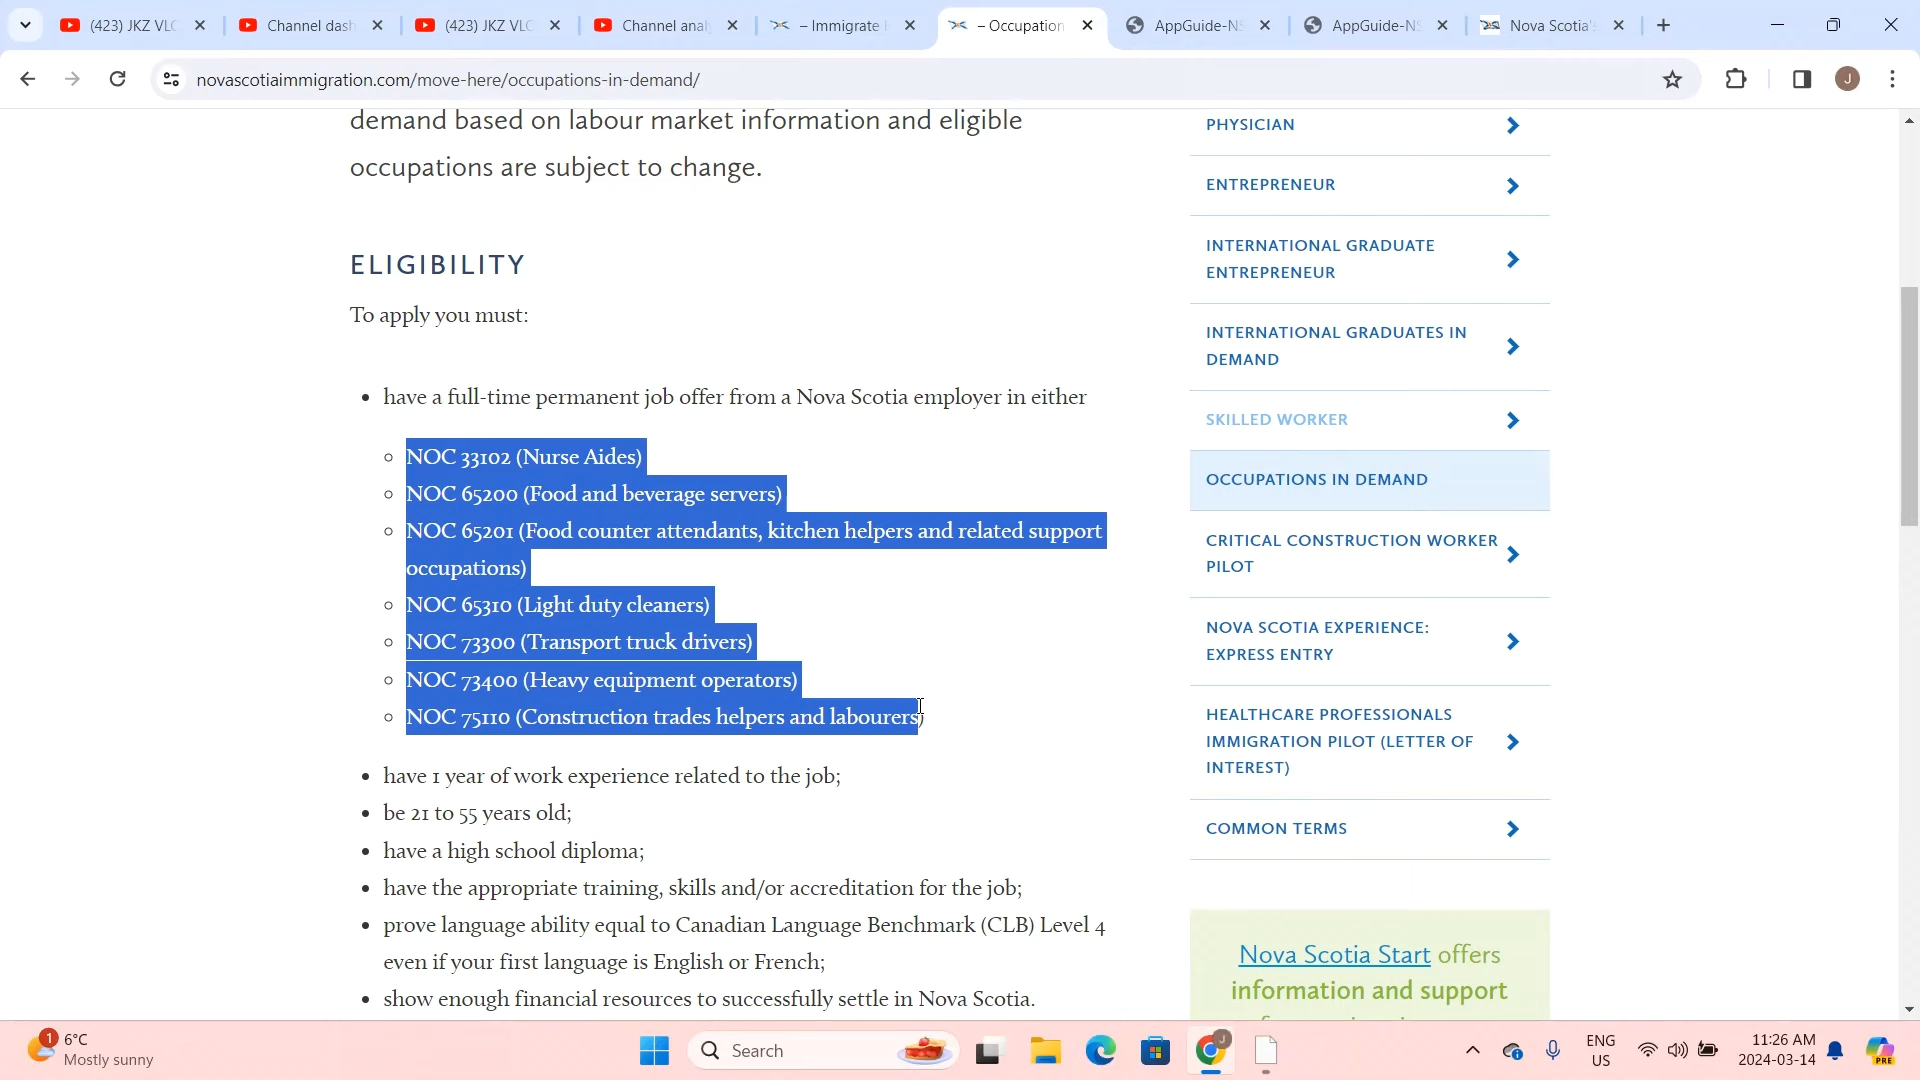 (423) JKZ VLC
Channel dash
(423) JKZ VLC
Channel analy
– Immigrate
– Occupation
AppGuide-NS
AppGuide-NS
Nova Scotia's
novascotiaimmigration.com/move-here/occupations-in-demand/
J
demand based on labour market information and eligible
occupations are subject to change.
ELIGIBILITY
To apply you must:
have a full-time permanent job offer from a Nova Scotia employer in either
NOC 33102 (Nurse Aides)
NOC 65200 (Food and beverage servers)
NOC 65201 (Food counter attendants, kitchen helpers and related support
occupations)
NOC 65310 (Light duty cleaners)
NOC 73300 (Transport truck drivers)
NOC 73400 (Heavy equipment operators)
NOC 75110 (Construction trades helpers and labourers)
have 1 year of work experience related to the job;
be 21 to 55 years old;
have a high school diploma;
have the appropriate training, skills and/or accreditation for the job;
prove language ability equal to Canadian Language Benchmark (CLB) Level 4
even if your first language is English or French;
show enough financial resources to successfully settle in Nova Scotia.
PHYSICIAN
ENTREPRENEUR
INTERNATIONAL GRADUATE
ENTREPRENEUR
INTERNATIONAL GRADUATES IN
DEMAND
SKILLED WORKER
OCCUPATIONS IN DEMAND
CRITICAL CONSTRUCTION WORKER
PILOT
NOVA SCOTIA EXPERIENCE:
EXPRESS ENTRY
HEALTHCARE PROFESSIONALS
IMMIGRATION PILOT (LETTER OF
INTEREST)
COMMON TERMS
Nova Scotia Start offers
information and support
1
6°C
Mostly sunny
Search
J
ENG
US
11:26 AM
2024-03-14
PRE